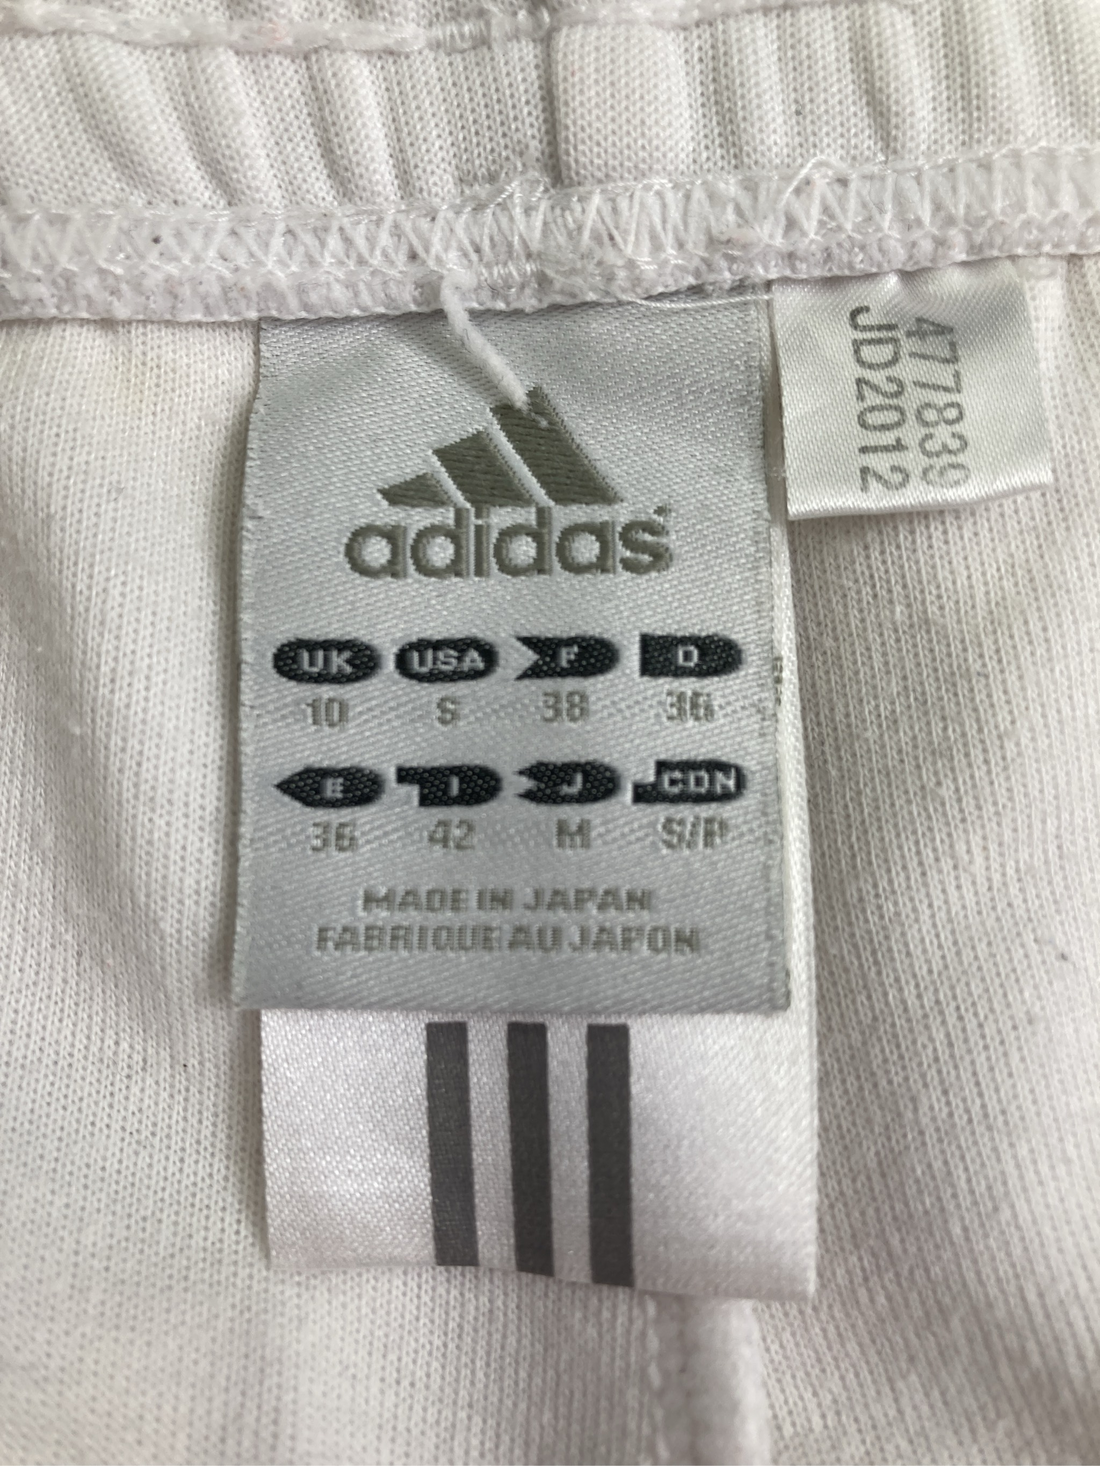 adidas
UK USA F D
10 S 38 36
E I J CDN
36 42 M S/P
MADE IN JAPAN
FABRIQUE AU JAPON
477839
JD2012